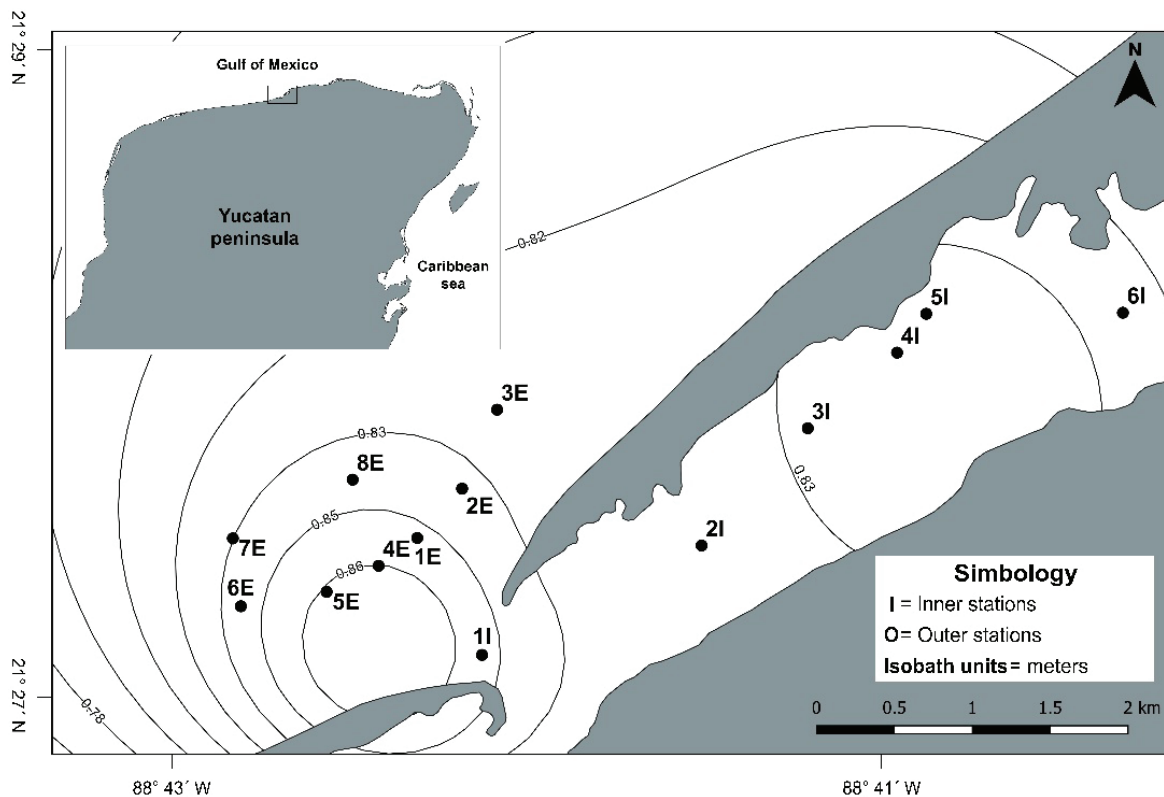 21° 29´ N
Gulf of Mexico
Yucatan
peninsula
Caribbean
sea
N
0.82
5I
6I
4I
3E
3I
0.83
8E
0.83
2E
0.85
7E
4E
1E
2I
0.86
6E
5E
1I
Simbology
I = Inner stations
O = Outer stations
Isobath units = meters
21° 27´ N
0.78
0 0.5 1 1.5 2 km
88° 43´ W
88° 41´ W